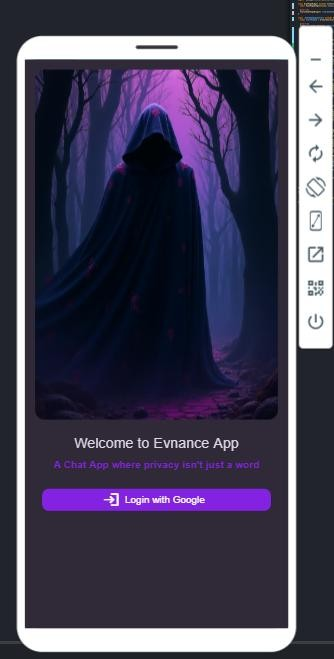 Welcome to Evnance App
A Chat App where privacy isn't just a word
Login with Google